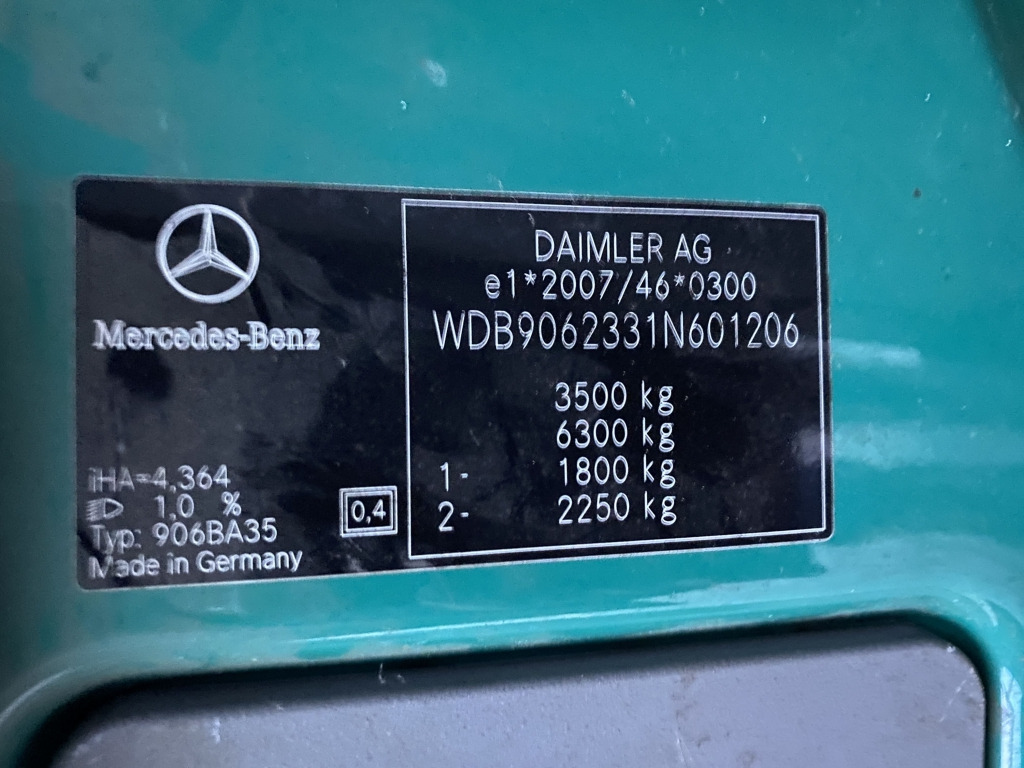 Mercedes-Benz
iHA=4,364
1,0 %
Typ: 906BA35
Made in Germany
0,4
DAIMLER AG
e1*2007/46*0300
WDB9062331N601206
3500 kg
6300 kg
1- 1800 kg
2- 2250 kg